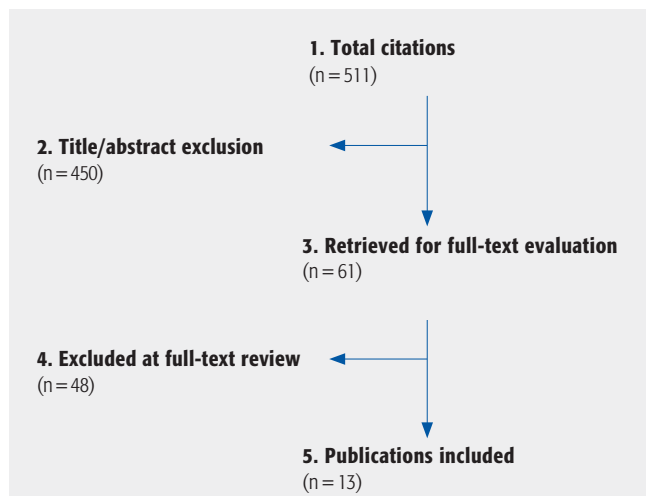 1. Total citations
(n = 511)
2. Title/abstract exclusion
(n = 450)
3. Retrieved for full-text evaluation
(n = 61)
4. Excluded at full-text review
(n = 48)
5. Publications included
(n = 13)